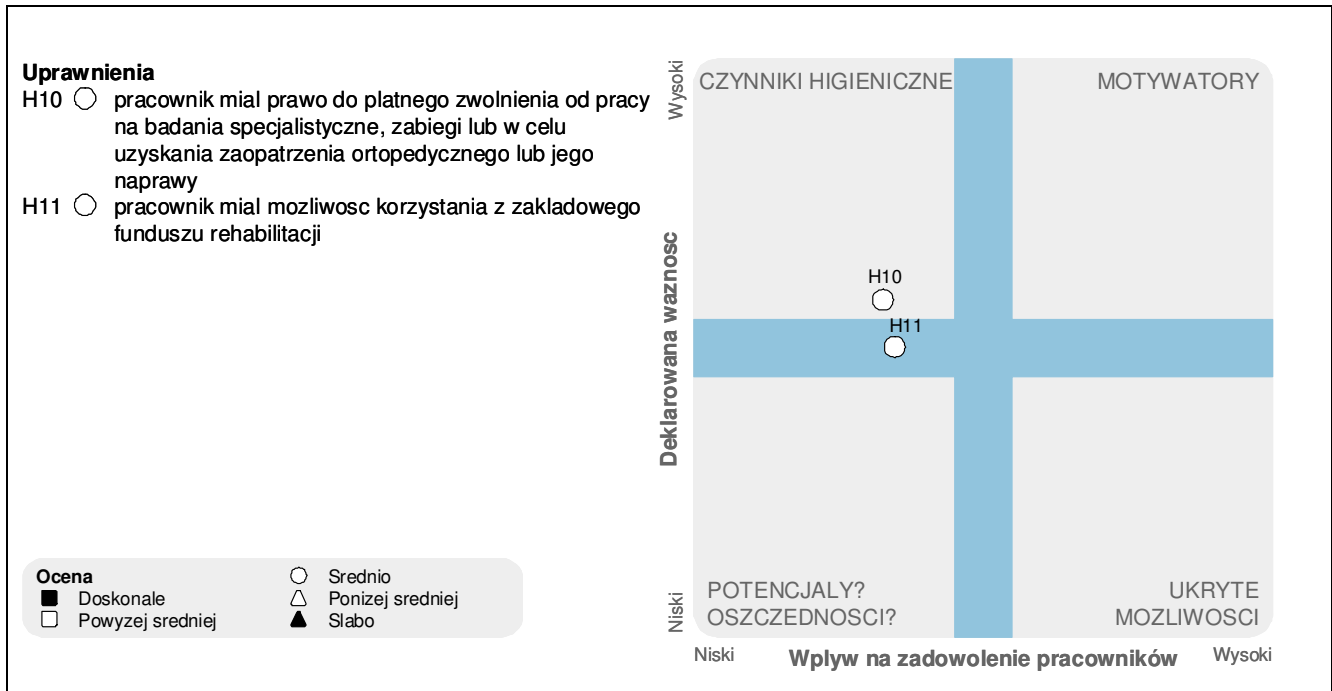 Uprawnienia
H10 pracownik mial prawo do platnego zwolnienia od pracy
na badania specjalistyczne, zabiegi lub w celu
uzyskania zaopatrzenia ortopedycznego lub jego
naprawy
H11 pracownik mial mozliwosc korzystania z zakladowego
funduszu rehabilitacji
Ocena
Doskonale
Powyzej sredniej
Srednio
Ponizej sredniej
Slabo
Wysoki
Deklarowana waznosc
Niski
CZYNNIKI HIGIENICZNE
MOTYWATORY
H10
H11
POTENCJALY?
OSZCZEDNOSCI?
UKRYTE
MOZLIWOSCI
Niski
Wplyw na zadowolenie pracowników
Wysoki